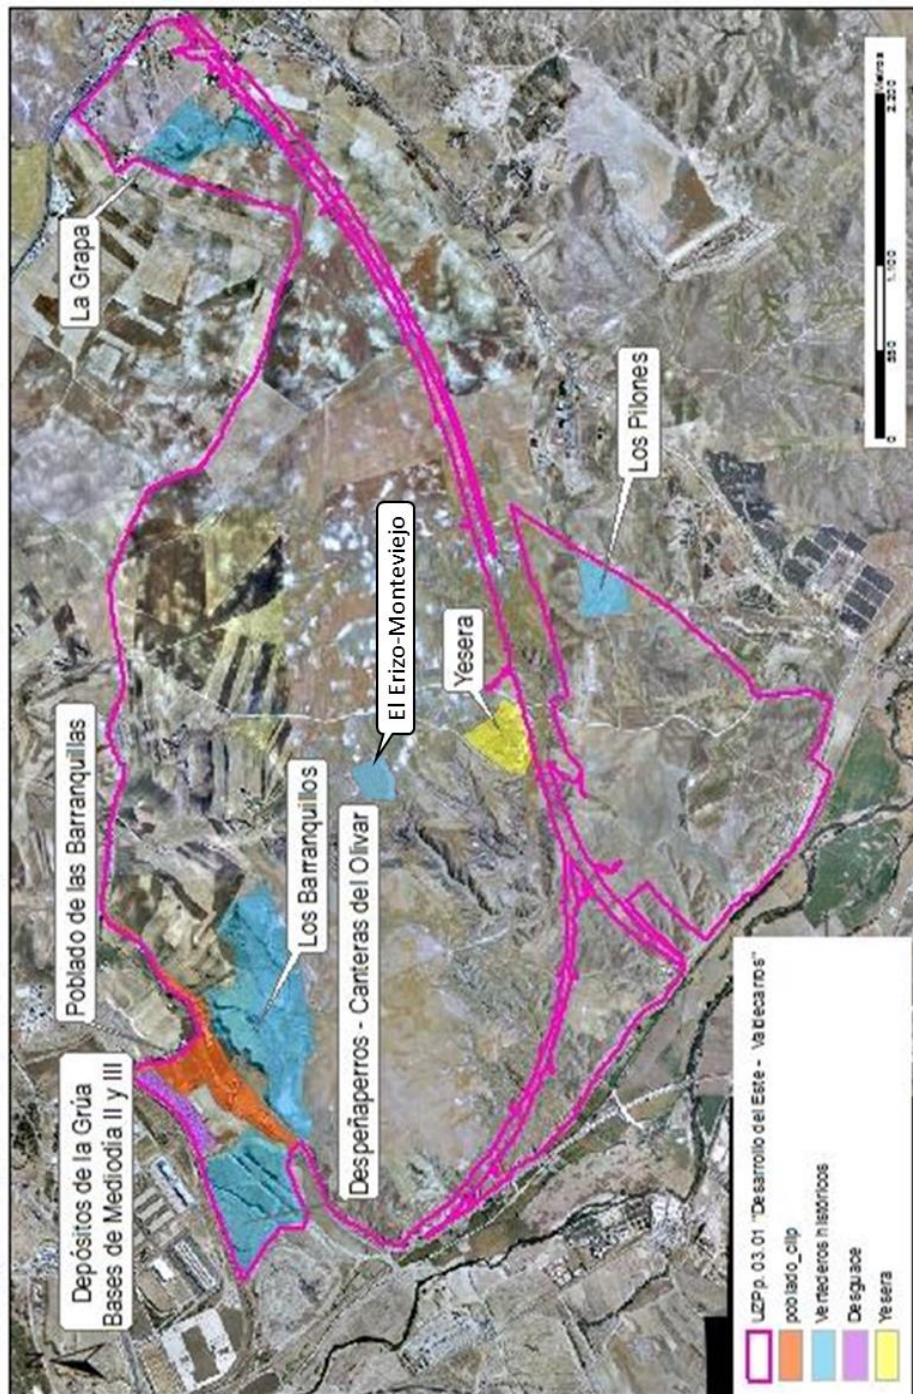 Depósitos de la Grúa
Bases de Mediodía II y III
Poblado de las Barranquillas
La Grapa
Los Barranquillos
Despeñaperros - Canteras del Olivar
El Erizo-Monteviejo
Yesera
Los Pilones
N
UZPp. 03.01 "Desarrollo del Este - Valdecarros"
poblado_clip
Vertederos históricos
Desguace
Yesera
Metros
0
550
1.100
2.200